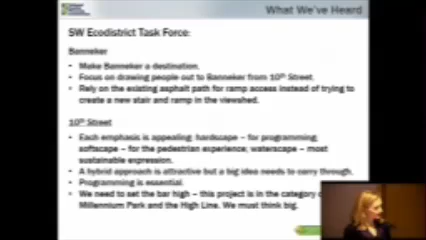 What We've Heard
SW Ecodistrict Task Force:
Banneker
• Make Banneker a destination.
• Focus on drawing people out to Banneker from 10th Street.
• Rely on the existing asphalt path for ramp access instead of trying to
create a new stair and ramp in the viewshed.
10th Street
• Each emphasis is appealing: hardscape – for programming;
softscape – for the pedestrian experience; waterscape – most
sustainable expression.
• A hybrid approach is attractive but a big idea needs to carry through.
• Programming is essential.
• We need to set the bar high – this project is in the category
Millennium Park and the High Line. We must think big.